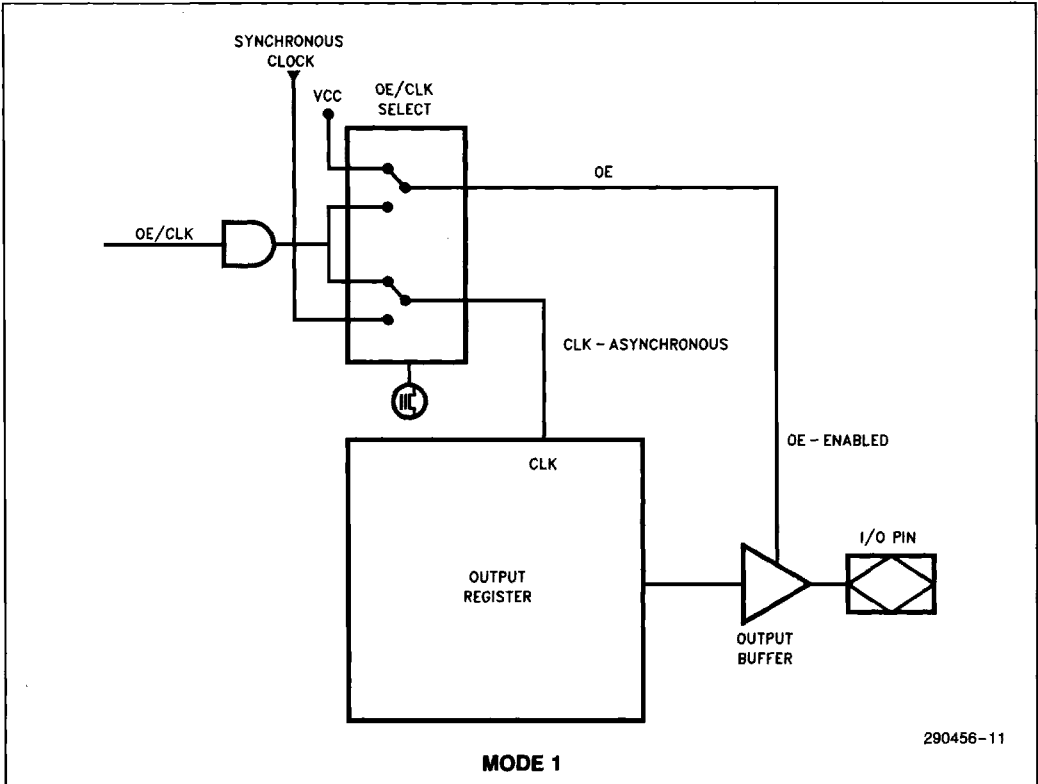 SYNCHRONOUS
CLOCK
VCC
OE/CLK
SELECT
OE
OE/CLK
CLK – ASYNCHRONOUS
OE – ENABLED
CLK
I/O PIN
OUTPUT
REGISTER
OUTPUT
BUFFER
290456–11
MODE 1